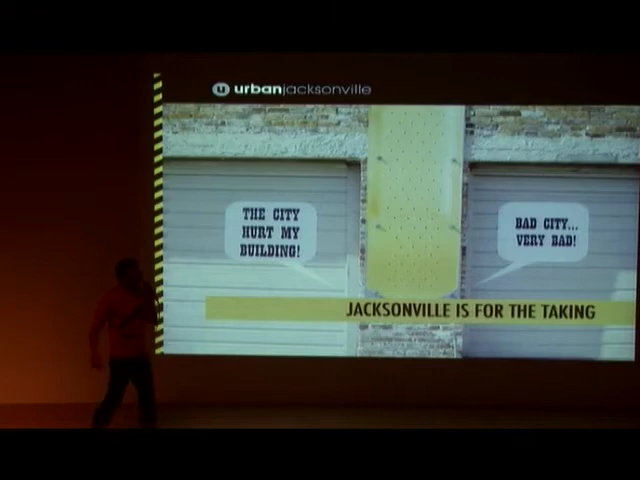 u urbanjacksonville
THE CITY
HURT MY
BUILDING!
BAD CITY...
VERY BAD!
JACKSONVILLE IS FOR THE TAKING